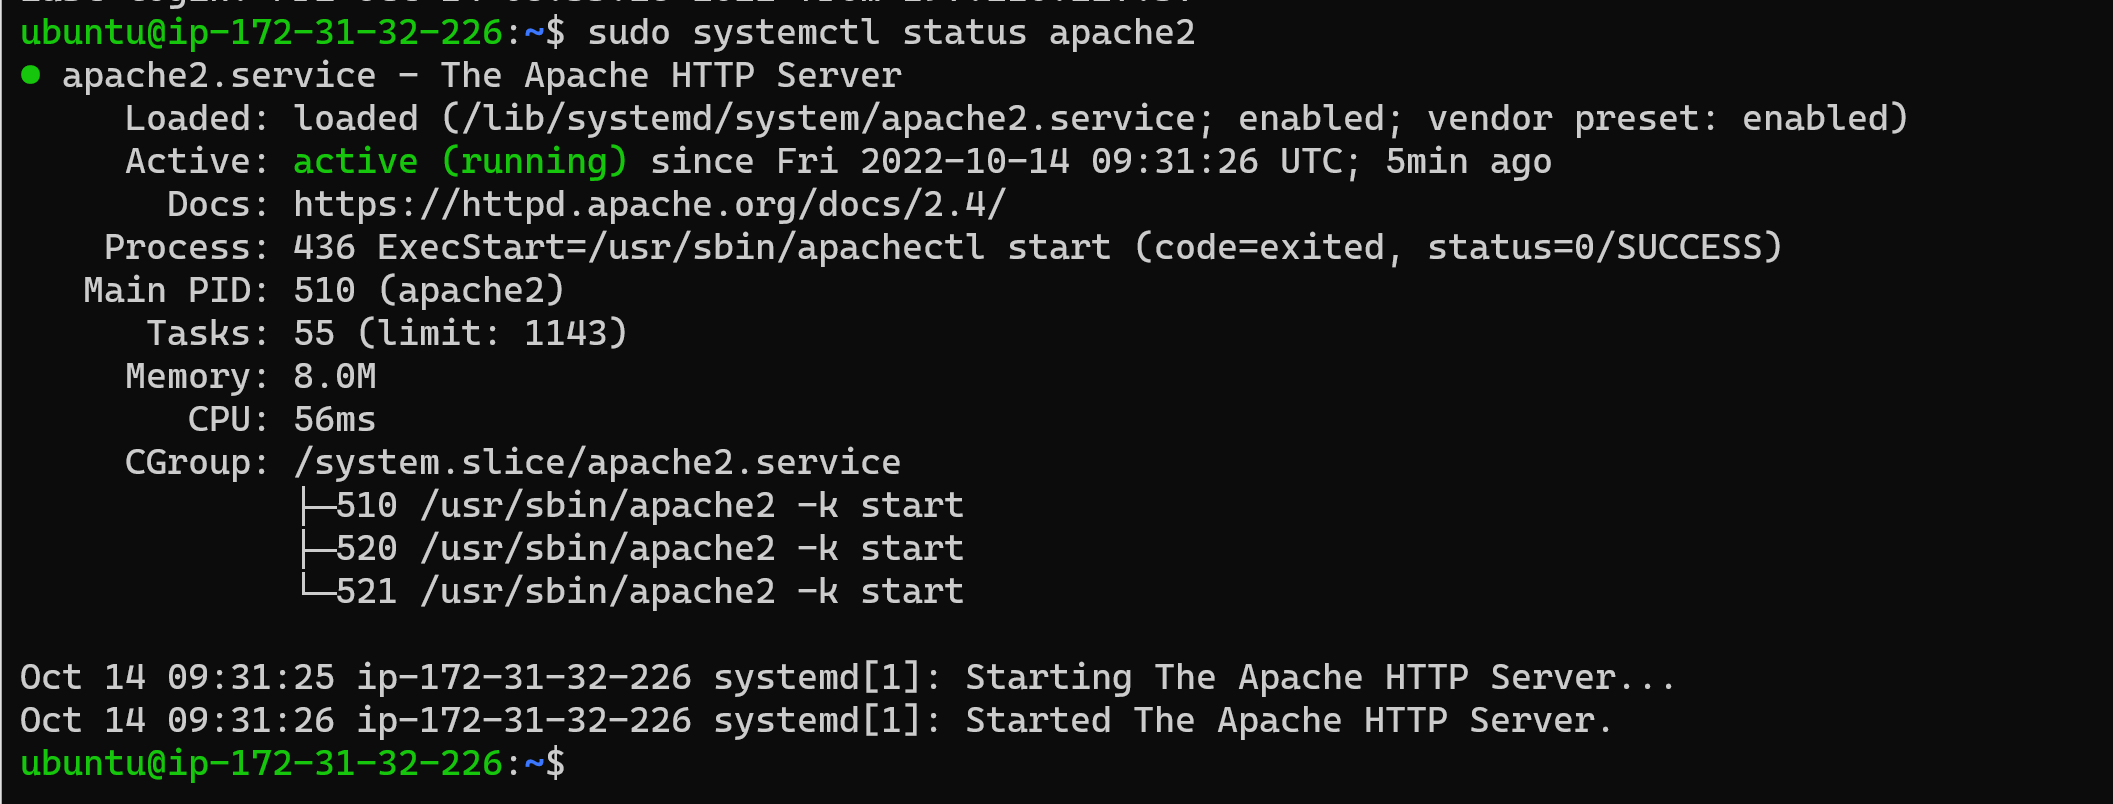 ubuntu@ip-172-31-32-226:~$ sudo systemctl status apache2
● apache2.service - The Apache HTTP Server
Loaded: loaded (/lib/systemd/system/apache2.service; enabled; vendor preset: enabled)
Active: active (running) since Fri 2022-10-14 09:31:26 UTC; 5min ago
Docs: https://httpd.apache.org/docs/2.4/
Process: 436 ExecStart=/usr/sbin/apachectl start (code=exited, status=0/SUCCESS)
Main PID: 510 (apache2)
Tasks: 55 (limit: 1143)
Memory: 8.0M
CPU: 56ms
CGroup: /system.slice/apache2.service
├─510 /usr/sbin/apache2 -k start
├─520 /usr/sbin/apache2 -k start
└─521 /usr/sbin/apache2 -k start
Oct 14 09:31:25 ip-172-31-32-226 systemd[1]: Starting The Apache HTTP Server...
Oct 14 09:31:26 ip-172-31-32-226 systemd[1]: Started The Apache HTTP Server.
ubuntu@ip-172-31-32-226:~$